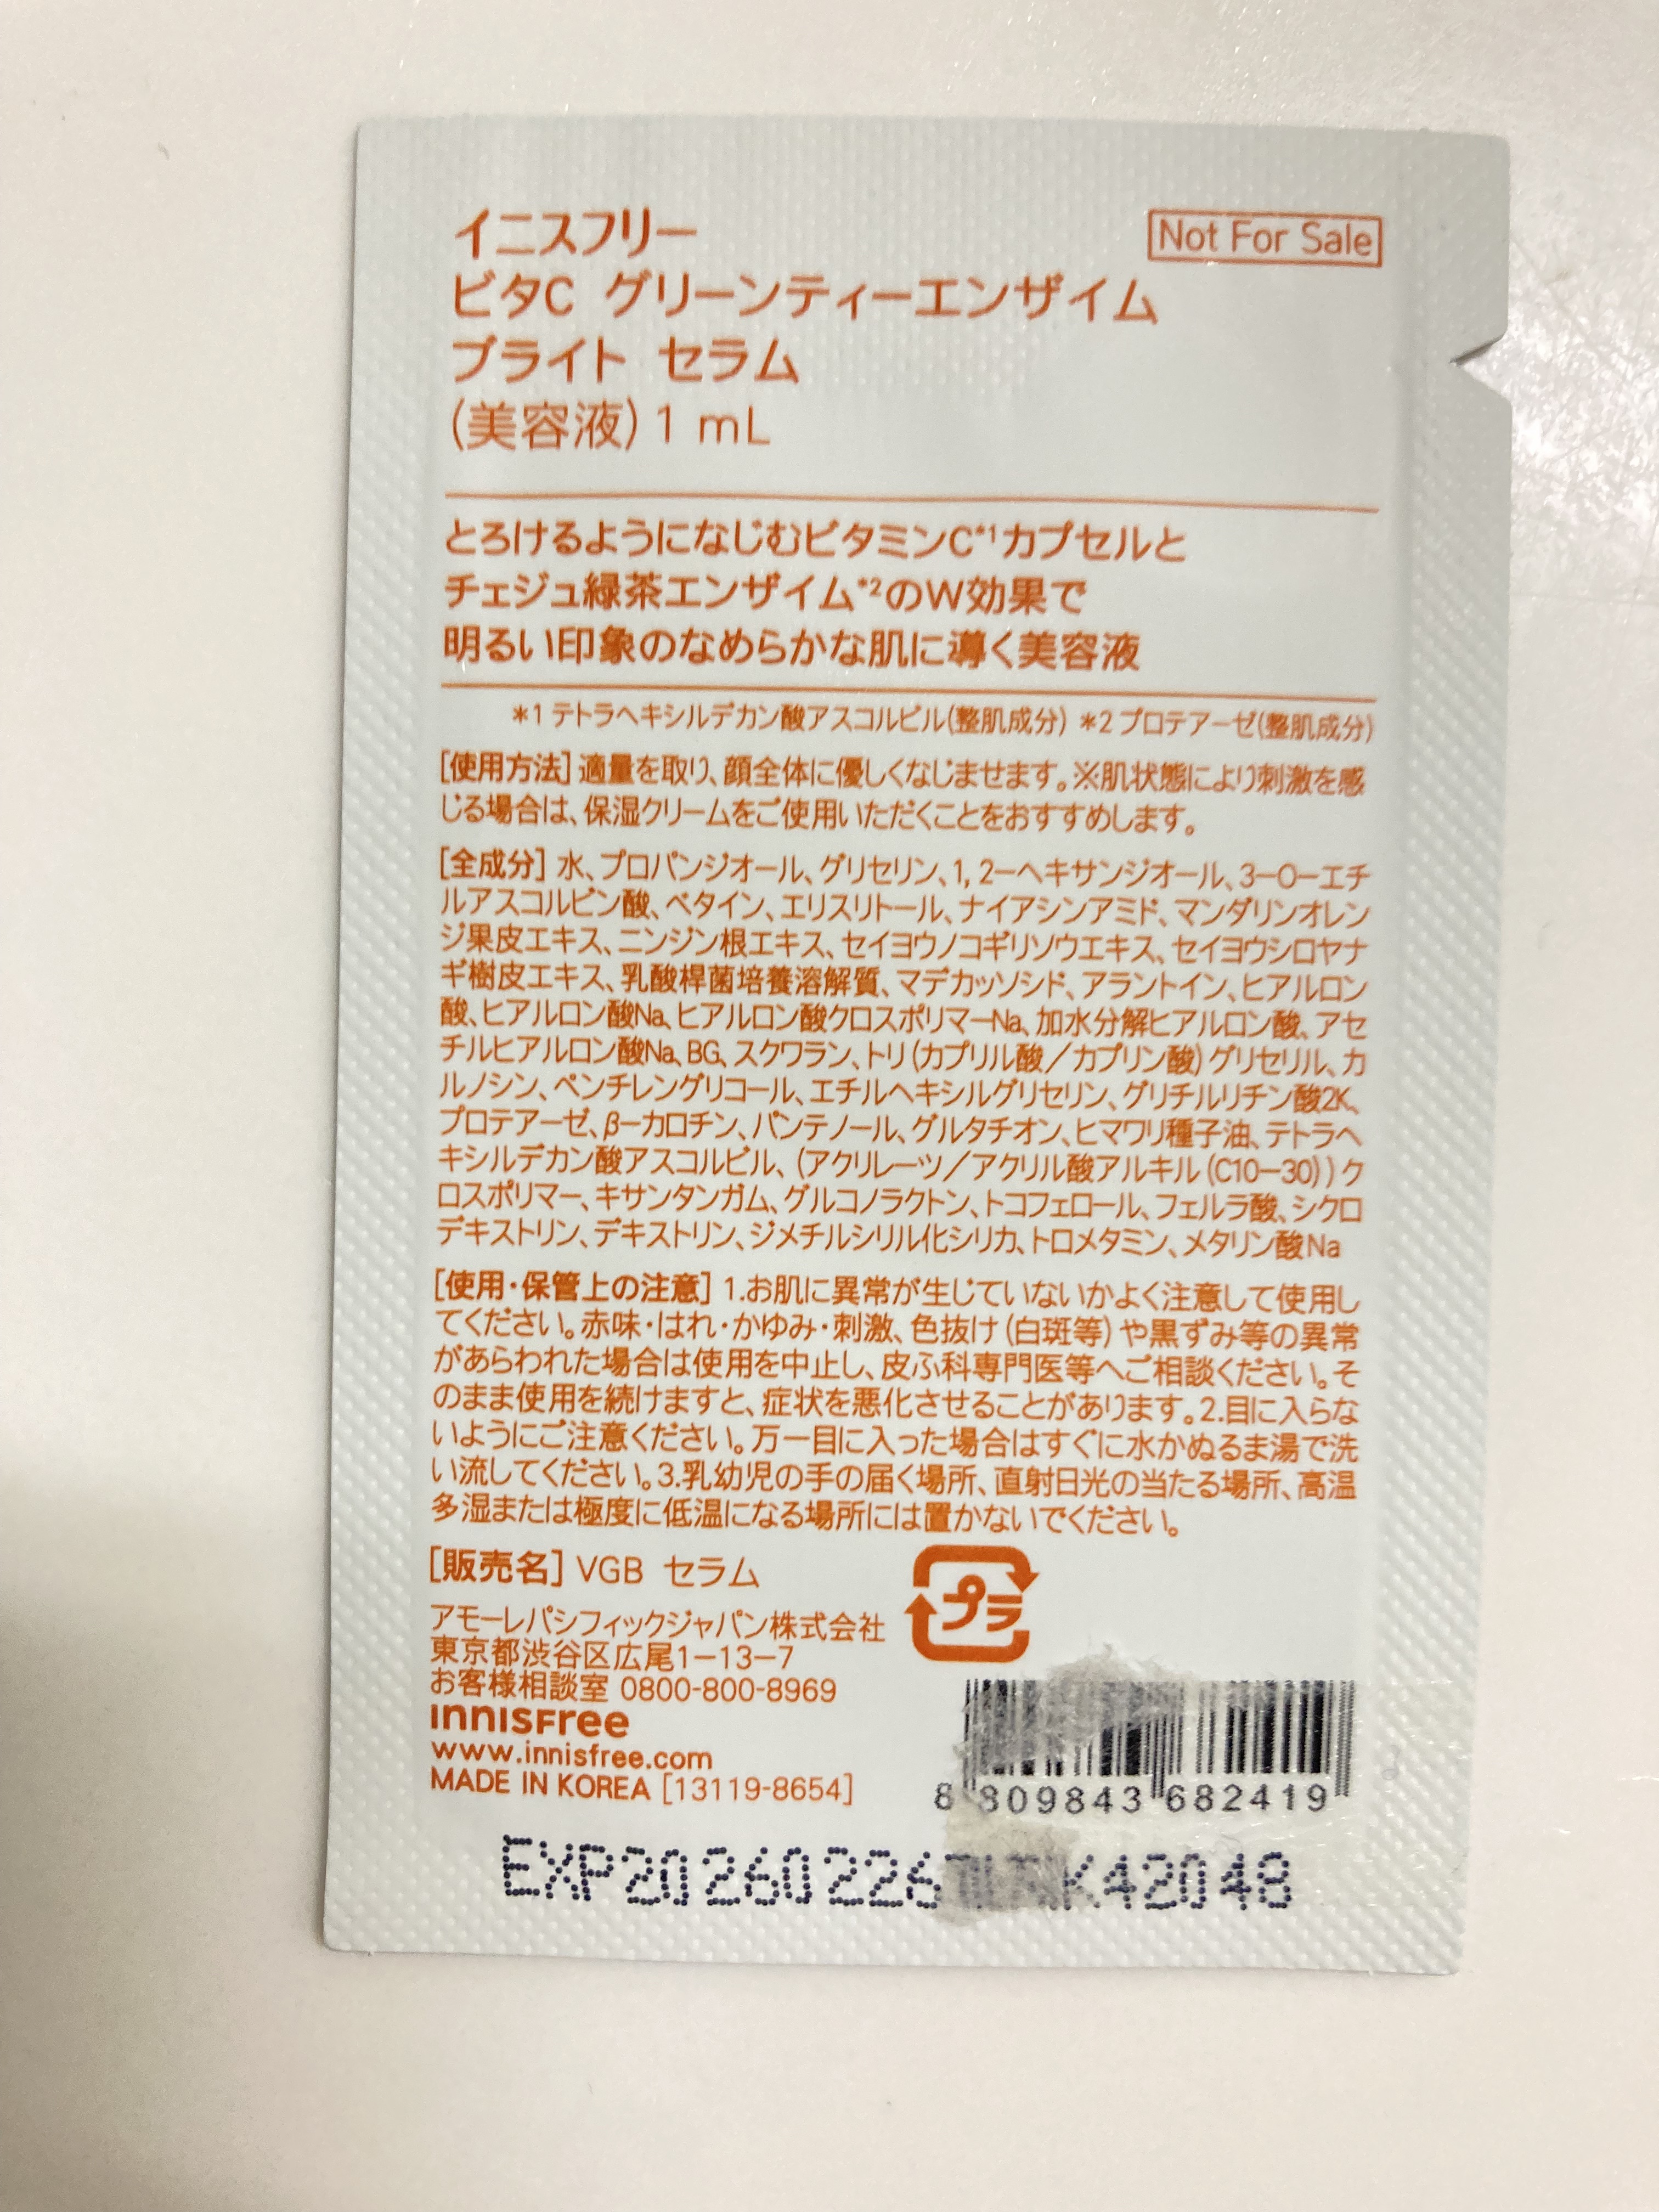 イニスフリー
Not For Sale
ビタC グリーンティーエンザイム
ブライト セラム
(美容液) 1 mL
とろけるようになじむビタミンC*1カプセルと
チェジュ緑茶エンザイム*2のW効果で
明るい印象のなめらかな肌に導く美容液
*1 テトラヘキシルデカン酸アスコルビル(整肌成分) *2 プロテアーゼ(整肌成分)
[使用方法] 適量を取り、顔全体に優しくなじませます。※肌状態により刺激を感
じる場合は、保湿クリームをご使用いただくことをおすすめします。
[全成分] 水、プロパンジオール、グリセリン、1, 2ーヘキサンジオール、3ーOーエチ
ルアスコルビン酸、ベタイン、エリスリトール、ナイアシンアミド、マンダリンオレン
ジ果皮エキス、ニンジン根エキス、セイヨウノコギリソウエキス、セイヨウシロヤナ
ギ樹皮エキス、乳酸桿菌培養溶解質、マデカッソシド、アラントイン、ヒアルロン
酸、ヒアルロン酸Na、ヒアルロン酸クロスポリマーNa、加水分解ヒアルロン酸、アセ
チルヒアルロン酸Na、BG、スクワラン、トリ (カプリル酸/カプリン酸) グリセリル、カ
ルノシン、ペンチレングリコール、エチルヘキシルグリセリン、グリチルリチン酸2K、
プロテアーゼ、βーカロチン、パンテノール、グルタチオン、ヒマワリ種子油、テトラヘ
キシルデカン酸アスコルビル、(アクリレーツ/アクリル酸アルキル (C10ー30) ) ク
ロスポリマー、キサンタンガム、グルコノラクトン、トコフェロール、フェルラ酸、シクロ
デキストリン、デキストリン、ジメチルシリル化シリカ、トロメタミン、メタリン酸Na
[使用・保管上の注意] 1.お肌に異常が生じていないかよく注意して使用し
てください。赤味・はれ・かゆみ・刺激、色抜け (白斑等) や黒ずみ等の異常
があらわれた場合は使用を中止し、皮ふ科専門医等へご相談ください。そ
のまま使用を続けますと、症状を悪化させることがあります。2.目に入らな
いようにご注意ください。万一目に入った場合はすぐに水かぬるま湯で洗
い流してください。3.乳幼児の手の届く場所、直射日光の当たる場所、高温
多湿または極度に低温になる場所には置かないでください。
[販売名] VGB セラム
プラ
アモーレパシフィックジャパン株式会社
東京都渋谷区広尾1ー13ー7
お客様相談室 0800-800-8969
innisfree
www.innisfree.com
MADE IN KOREA [13119-8654]
8 809843 682419
EXP20260226 K42048